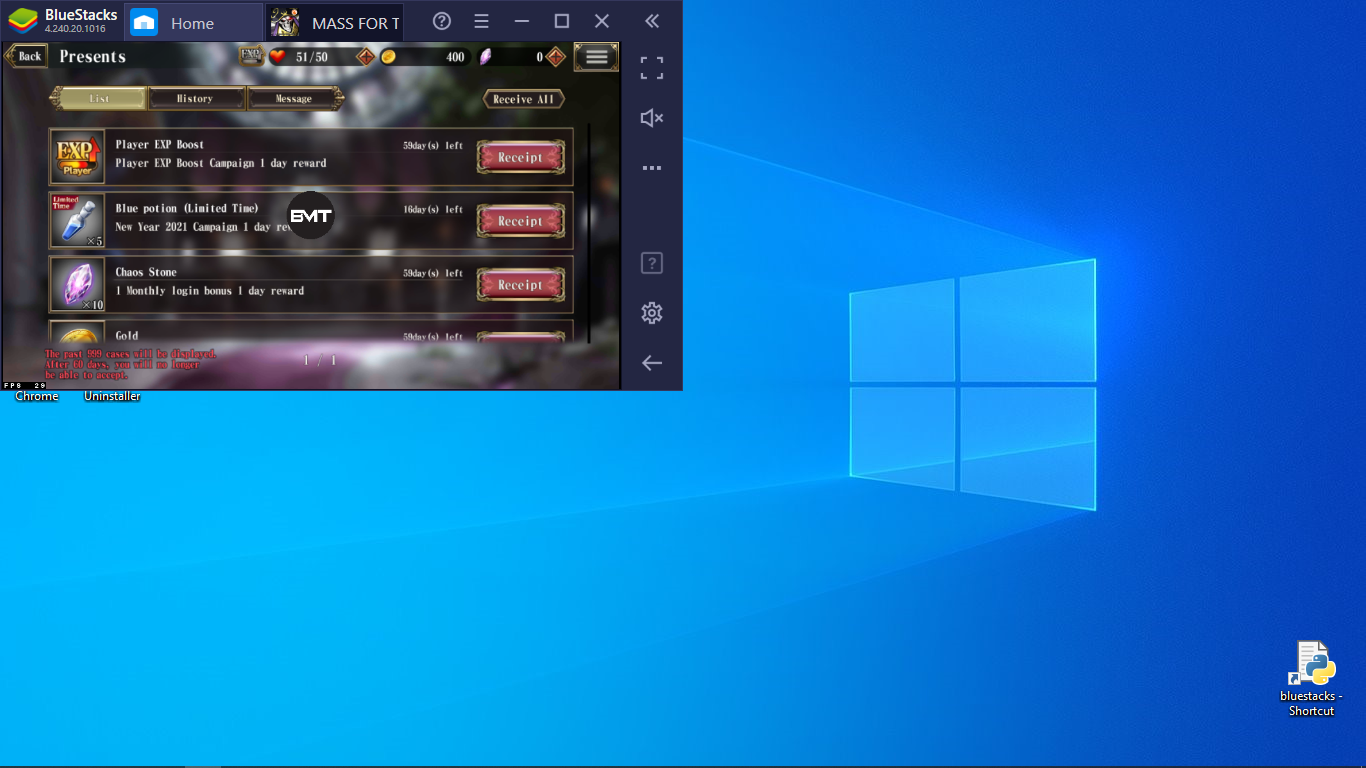 BlueStacks
4.240.20.1016
Home
MASS FOR T
Back
Presents
EXP
51/50
400
0
List
History
Message
Receive All
EXP
Player
Player EXP Boost
59day(s) left
Player EXP Boost Campaign 1 day reward
Receipt
Limited
Time
×5
Blue potion (Limited Time)
16day(s) left
New Year 2021 Campaign 1 day rew
Receipt
×10
Chaos Stone
59day(s) left
1 Monthly login bonus 1 day reward
Receipt
Gold
59day(s) left
The past 999 cases will be displayed.
After 60 days, you will no longer
be able to accept.
1 / 1
FPS 29
Chrome
Uninstaller
bluestacks -
Shortcut